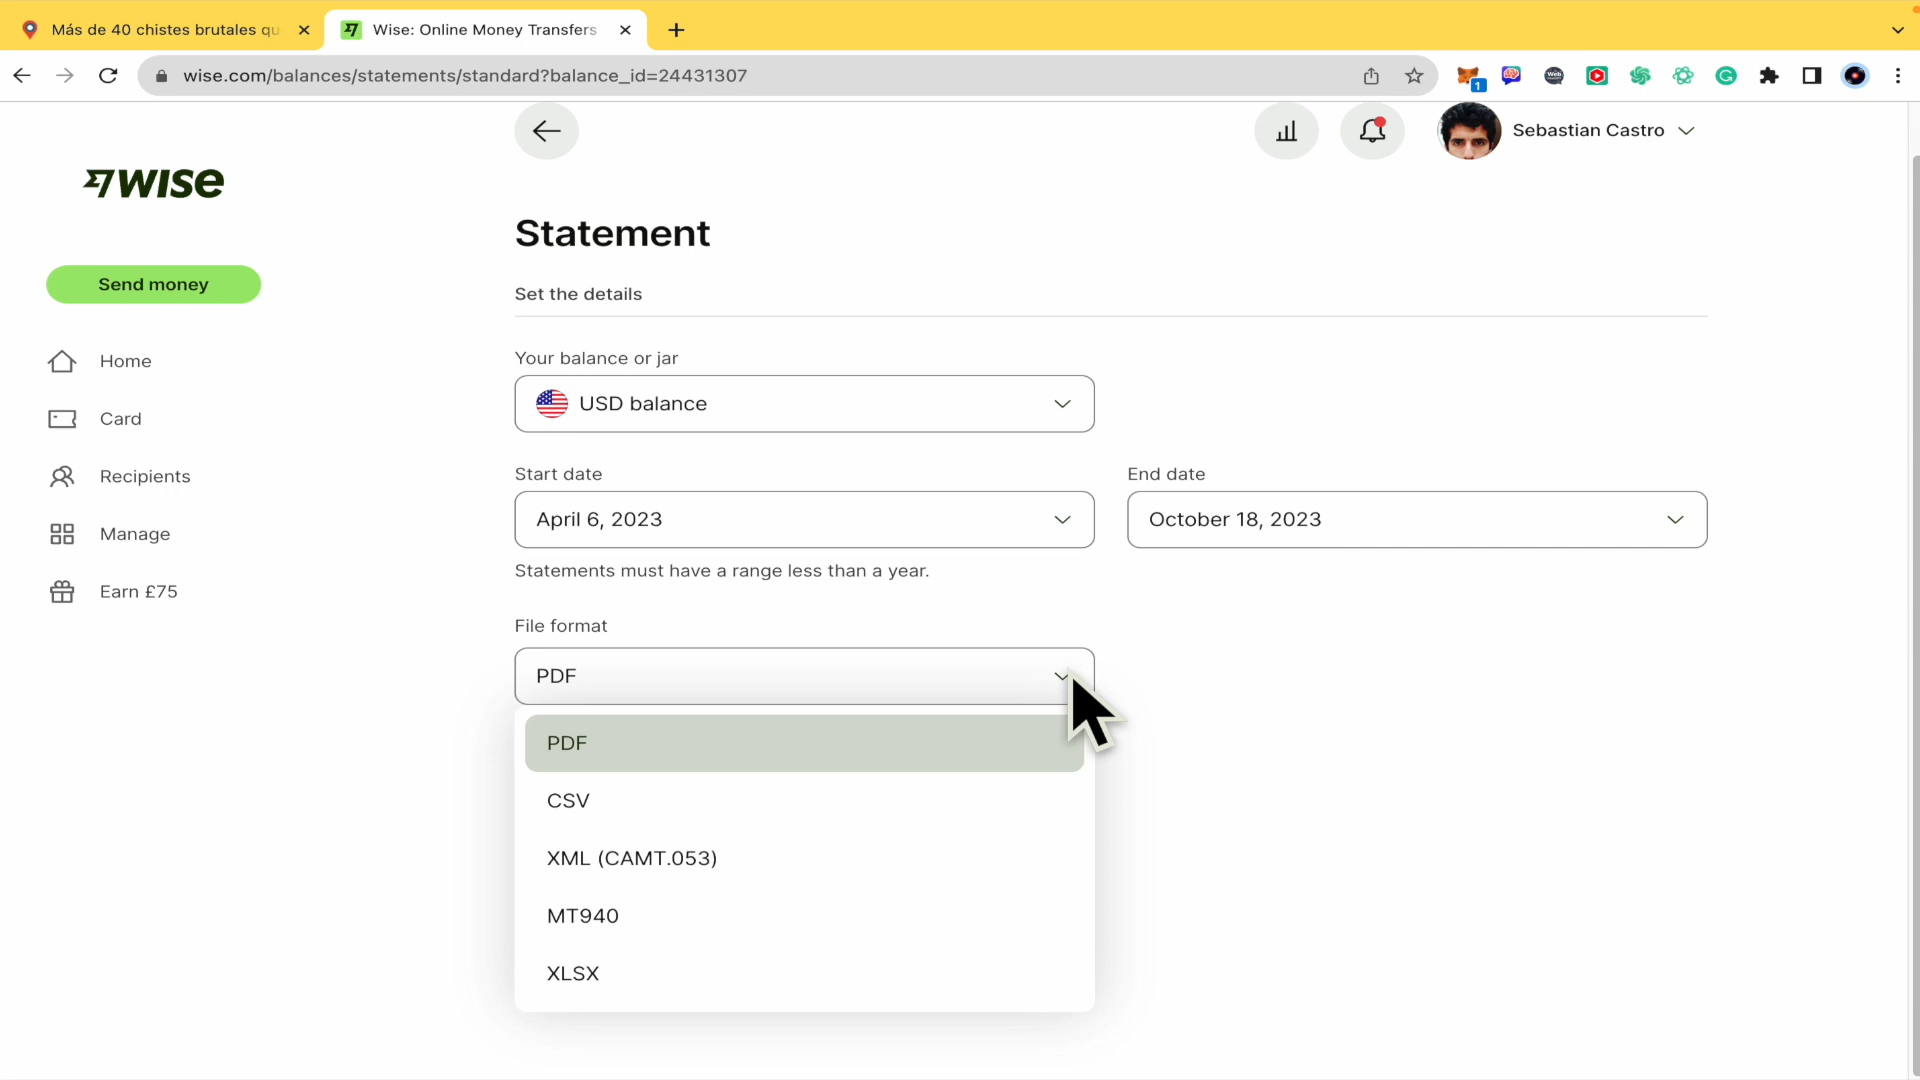 Más de 40 chistes brutales qu
Wise: Online Money Transfers
wise.com/balances/statements/standard?balance_id=24431307
1
Web
Sebastian Castro
WISE
Statement
Send money
Set the details
Home
Your balance or jar
USD balance
Card
Recipients
Start date
End date
April 6, 2023
October 18, 2023
Manage
Statements must have a range less than a year.
Earn £75
File format
PDF
PDF
CSV
XML (CAMT.053)
MT940
XLSX